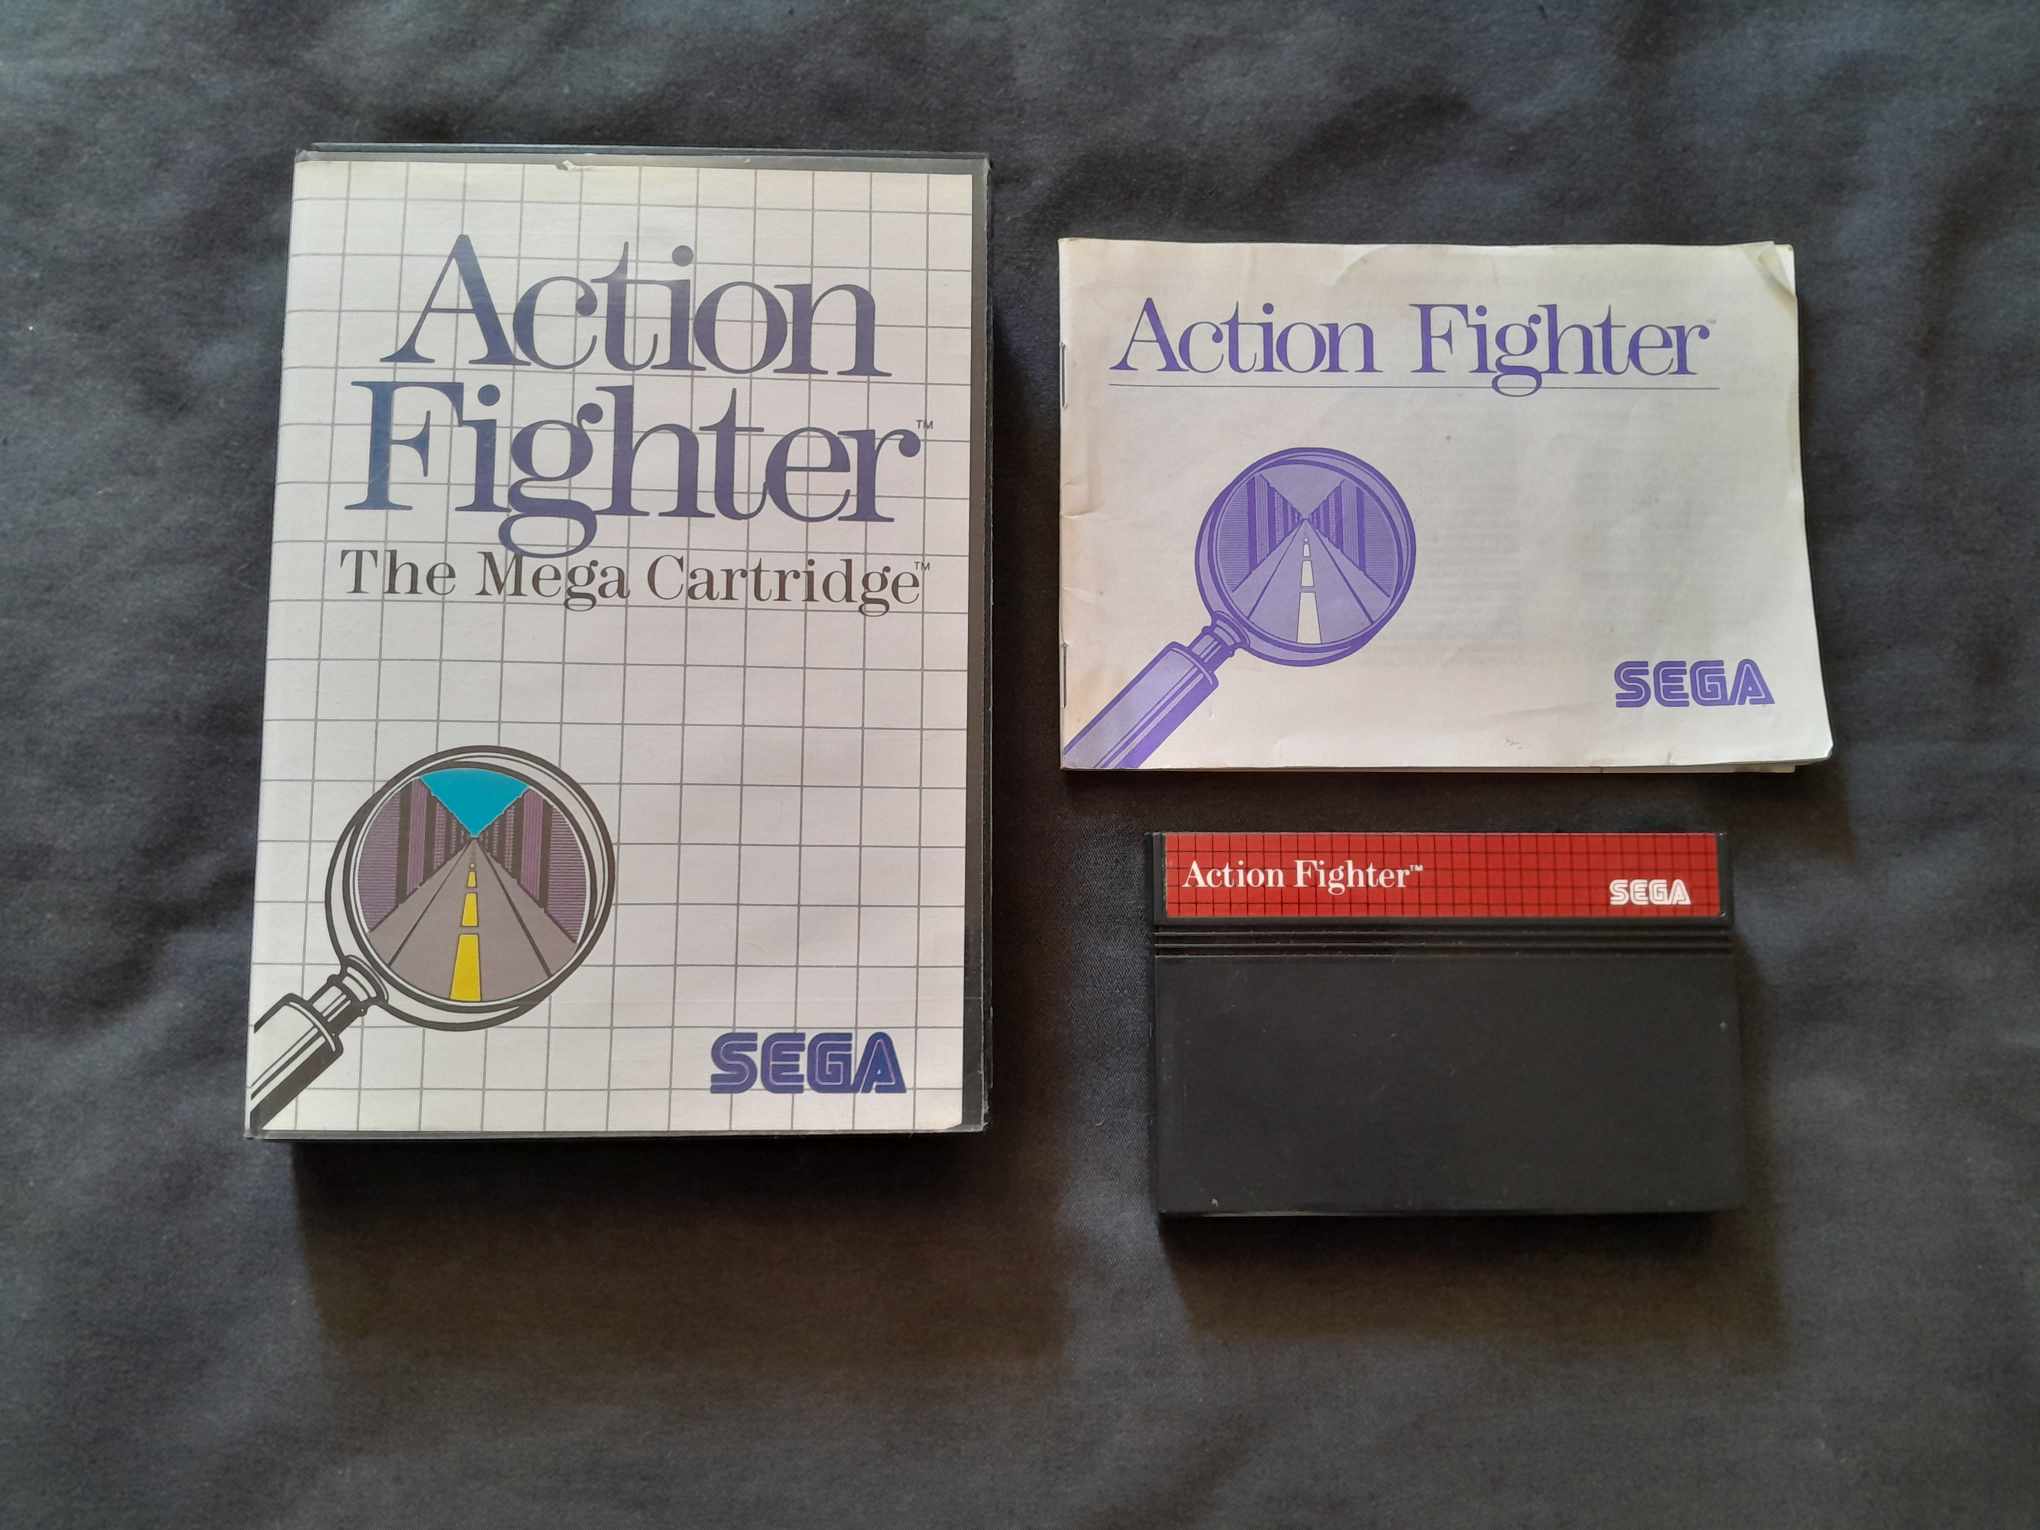 Action
Fighter™
The Mega Cartridge™
SEGA
Action Fighter™
SEGA
Action Fighter™
SEGA